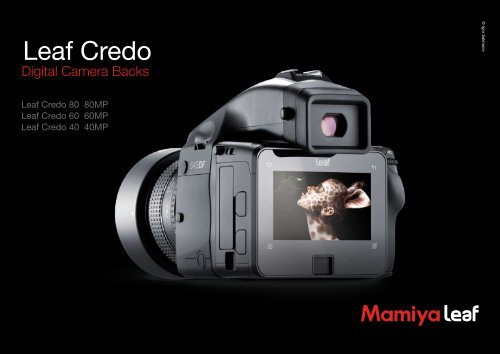 Leaf Credo
Digital Camera Backs
Leaf Credo 80 80MP
Leaf Credo 60 60MP
Leaf Credo 40 40MP
645DF
leaf
Mamiya leaf